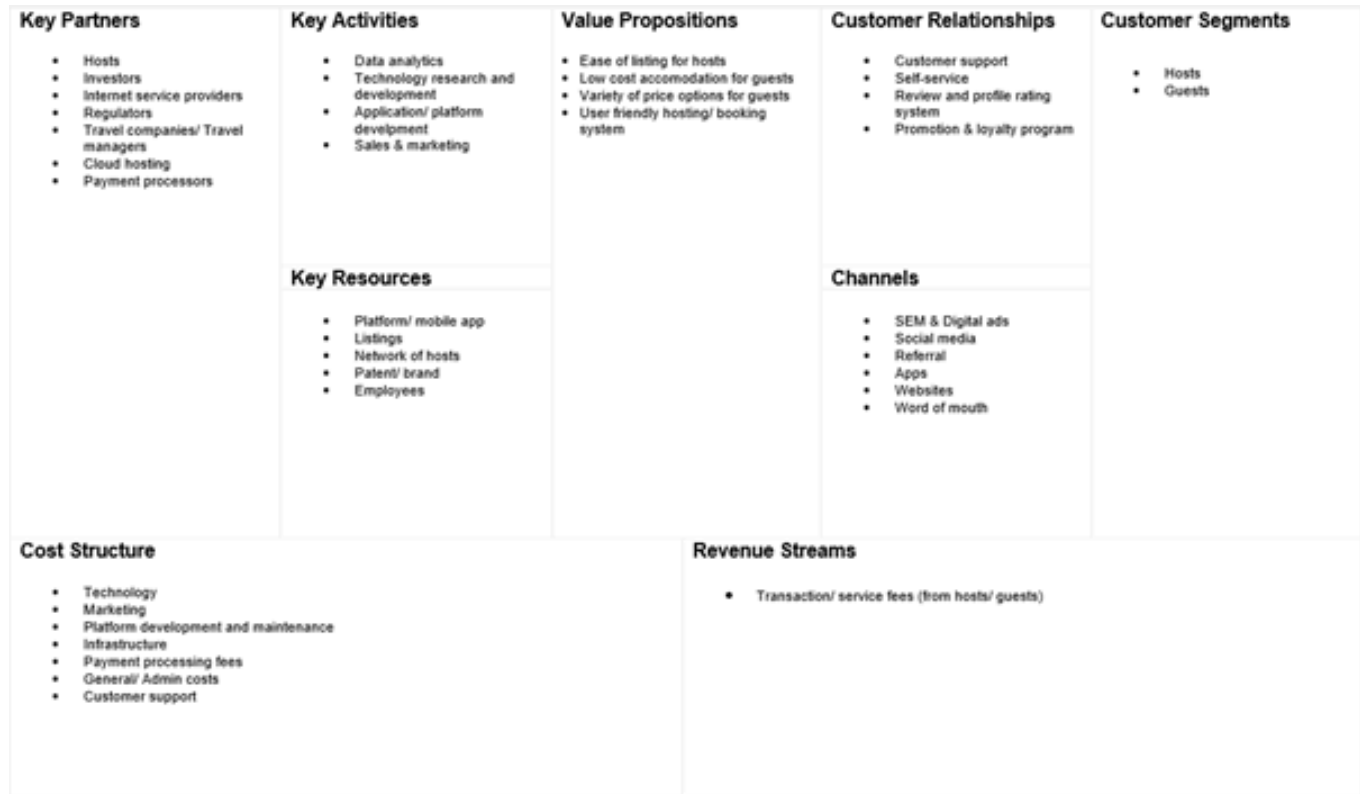 Key Partners
Hosts
Investors
Internet service providers
Regulators
Travel companies/ Travel
managers
Cloud hosting
Payment processors
Key Activities
Data analytics
Technology research and
development
Application/ platform
develpment
Sales & marketing
Key Resources
Platform/ mobile app
Listings
Network of hosts
Patent/ brand
Employees
Value Propositions
Ease of listing for hosts
Low cost accomodation for guests
Variety of price options for guests
User friendly hosting/ booking
system
Customer Relationships
Customer support
Self-service
Review and profile rating
system
Promotion & loyalty program
Channels
SEM & Digital ads
Social media
Referral
Apps
Websites
Word of mouth
Customer Segments
Hosts
Guests
Cost Structure
Technology
Marketing
Platform development and maintenance
Infrastructure
Payment processing fees
General/ Admin costs
Customer support
Revenue Streams
Transaction/ service fees (from hosts/ guests)